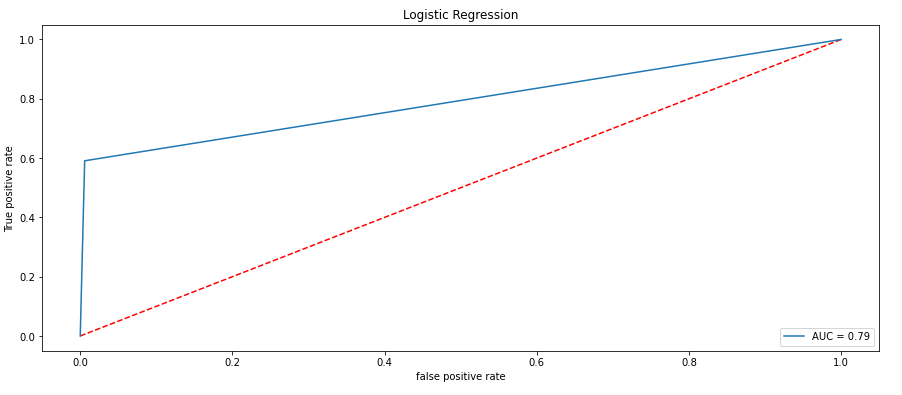 Logistic Regression
1.0
0.8
0.6
0.4
0.2
0.0
True positive rate
0.0 0.2 0.4 0.6 0.8 1.0
false positive rate
AUC = 0.79